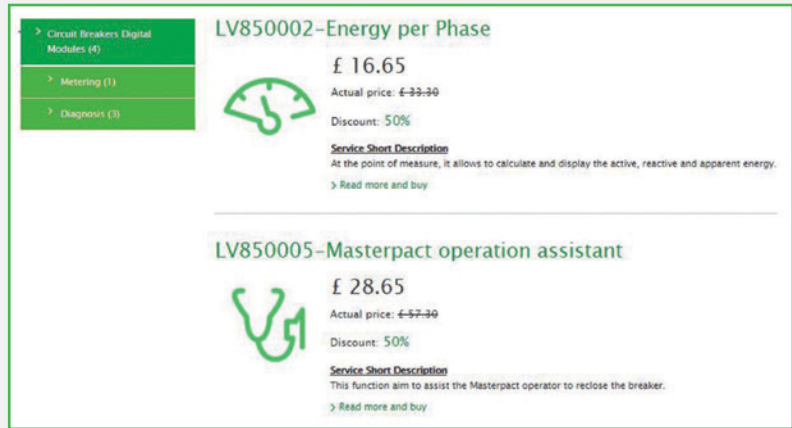 > Circuit Breakers Digital
Modules (4)
> Metering (1)
> Diagnosis (3)
LV850002-Energy per Phase
£ 16.65
Actual price: £ 33.30
Discount: 50%
Service Short Description
At the point of measure, it allows to calculate and display the active, reactive and apparent energy.
> Read more and buy
LV850005-Masterpact operation assistant
£ 28.65
Actual price: £ 57.30
Discount: 50%
Service Short Description
This function aim to assist the Masterpact operator to reclose the breaker.
> Read more and buy